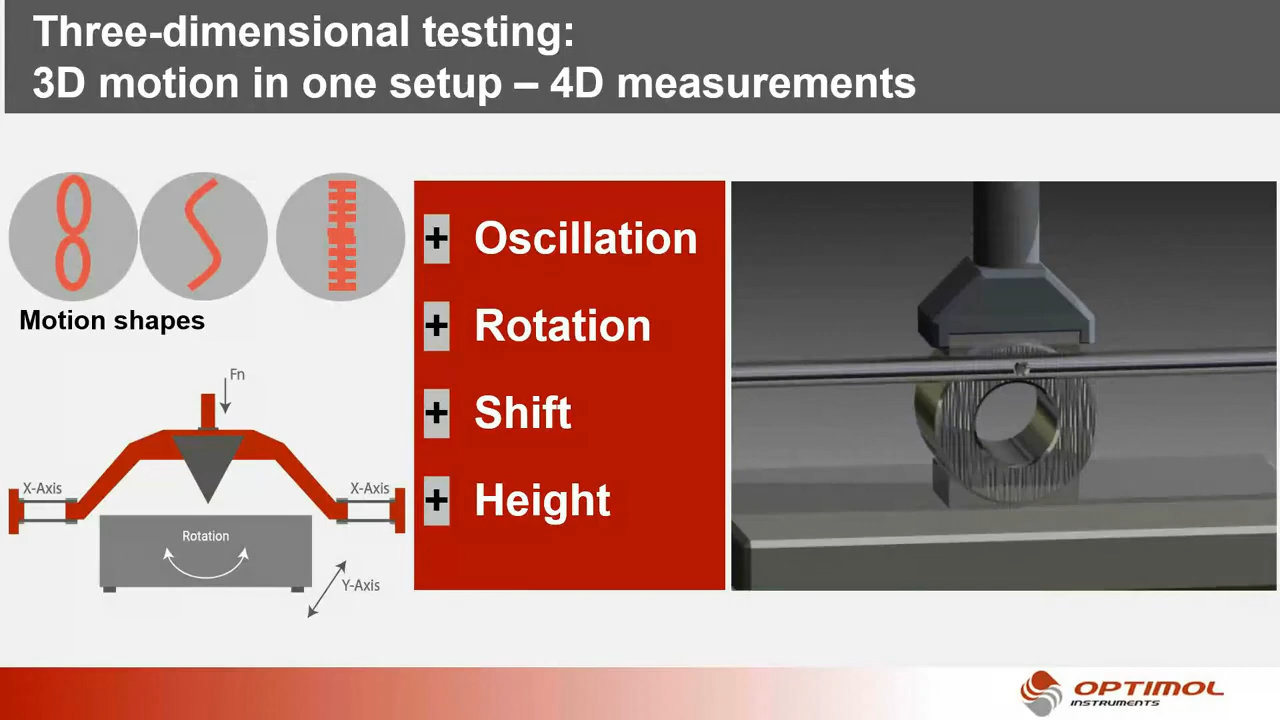 Three-dimensional testing:
3D motion in one setup – 4D measurements
Motion shapes
Fn
X-Axis
X-Axis
Rotation
Y-Axis
+ Oscillation
+ Rotation
+ Shift
+ Height
OPTIMOL
INSTRUMENTS